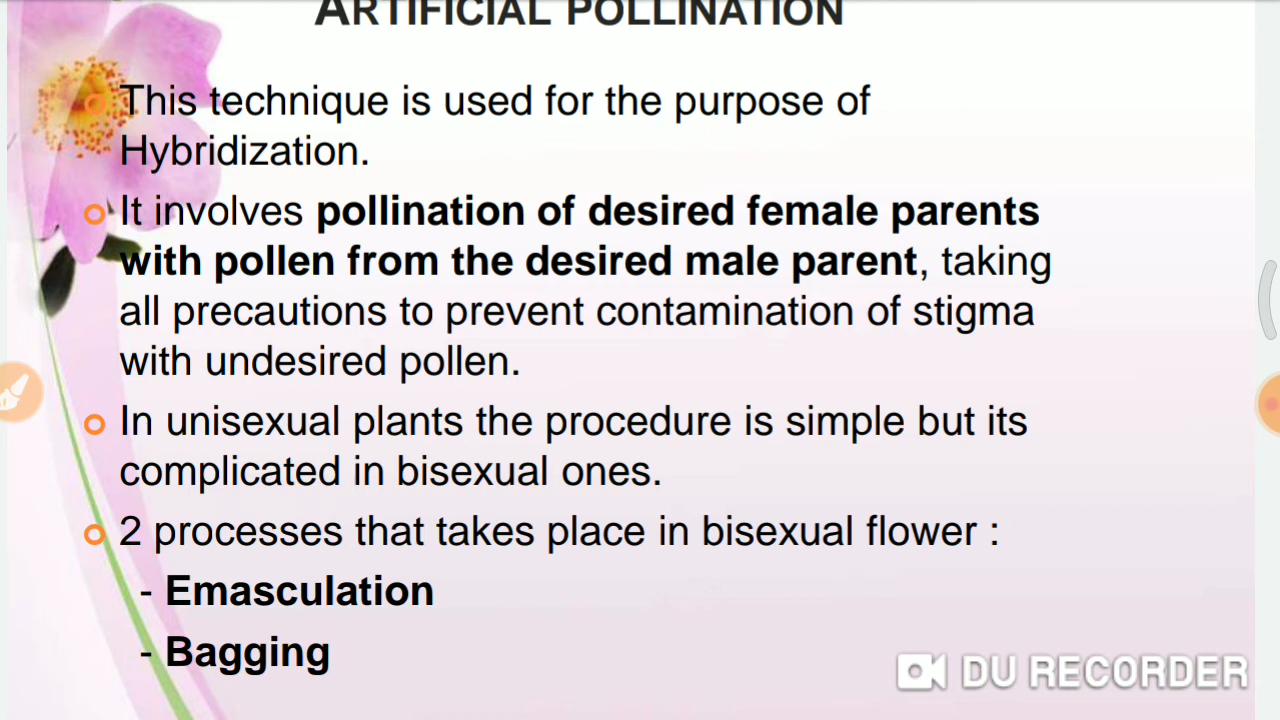 ARTIFICIAL POLLINATION
This technique is used for the purpose of
Hybridization.
It involves pollination of desired female parents
with pollen from the desired male parent, taking
all precautions to prevent contamination of stigma
with undesired pollen.
In unisexual plants the procedure is simple but its
complicated in bisexual ones.
2 processes that takes place in bisexual flower :
- Emasculation
- Bagging
DU RECORDER